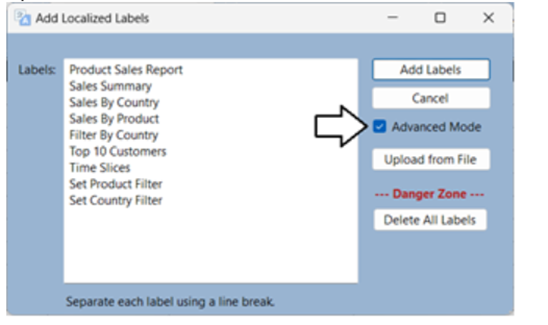 Add Localized Labels
Labels:
Product Sales Report
Sales Summary
Sales By Country
Sales By Product
Filter By Country
Top 10 Customers
Time Slices
Set Product Filter
Set Country Filter
Separate each label using a line break.
Add Labels
Cancel
Advanced Mode
Upload from File
--- Danger Zone ---
Delete All Labels